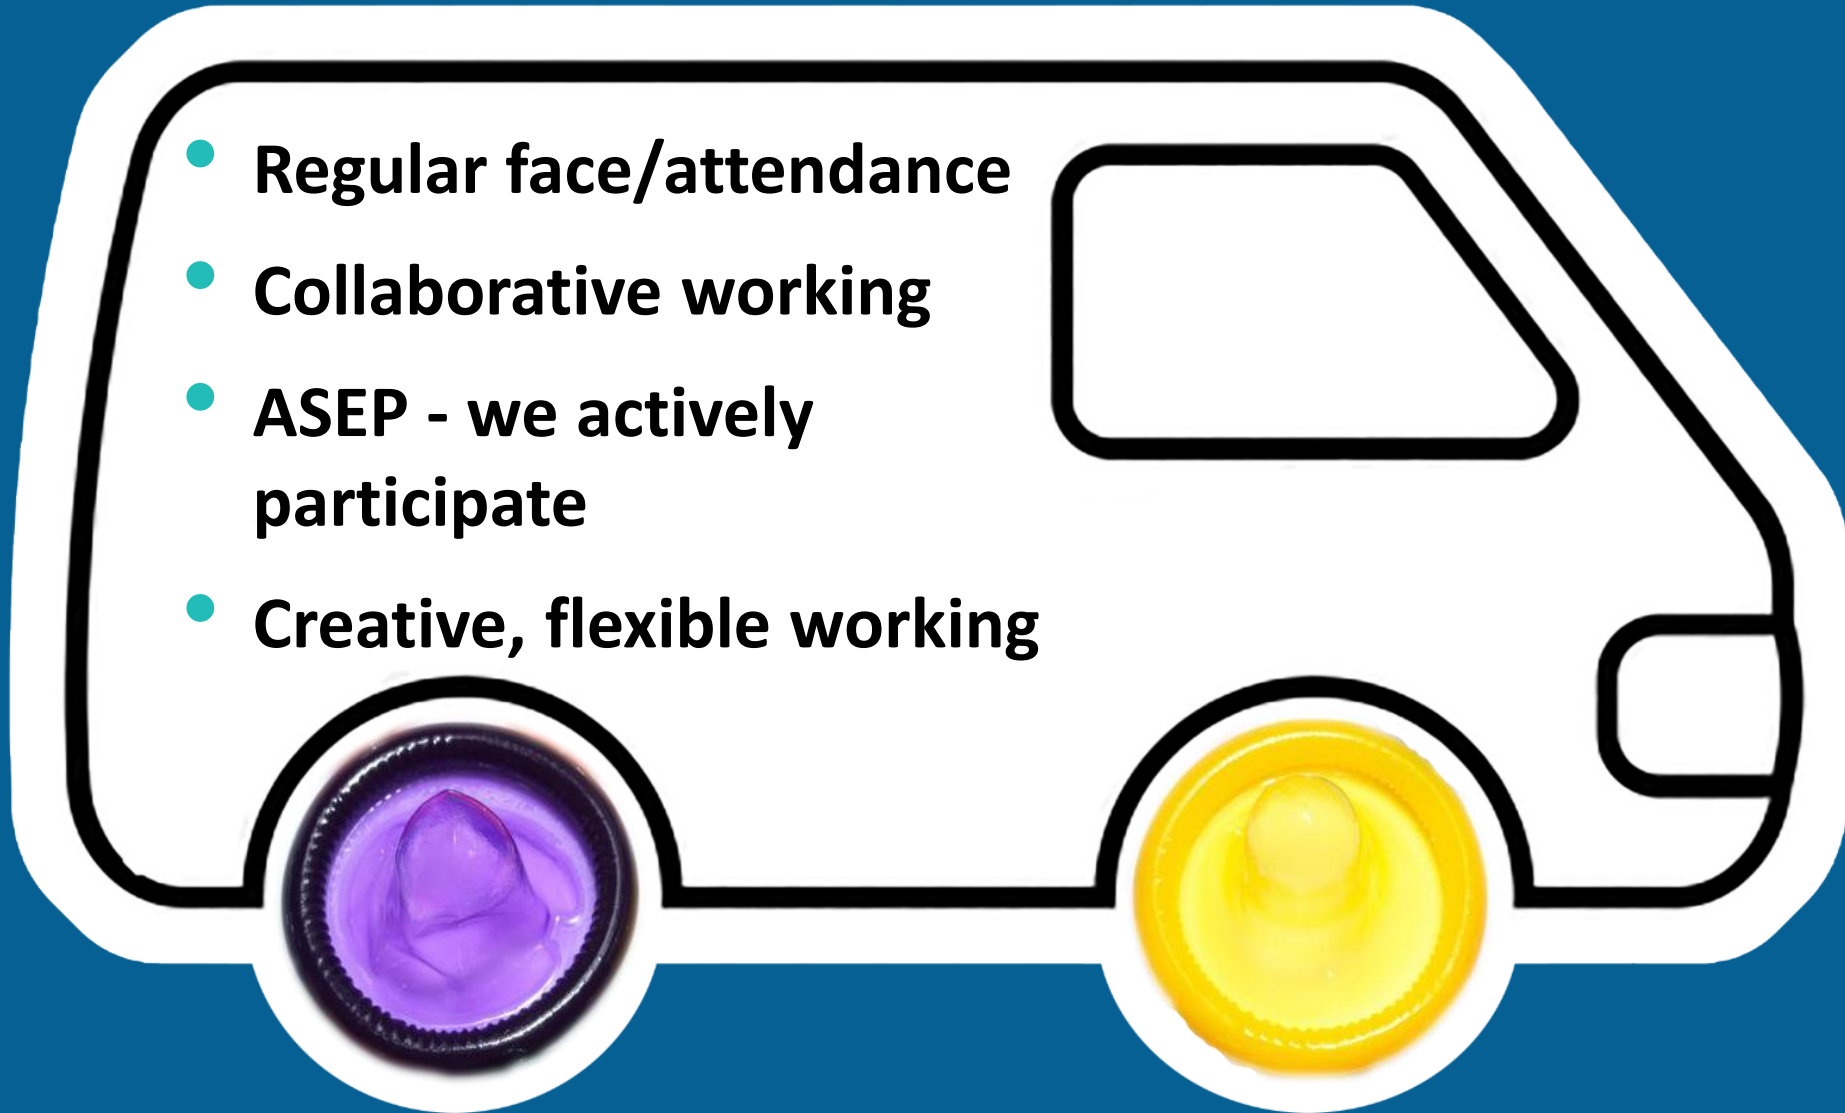 • Regular face/attendance
• Collaborative working
• ASEP - we actively
participate
• Creative, flexible working